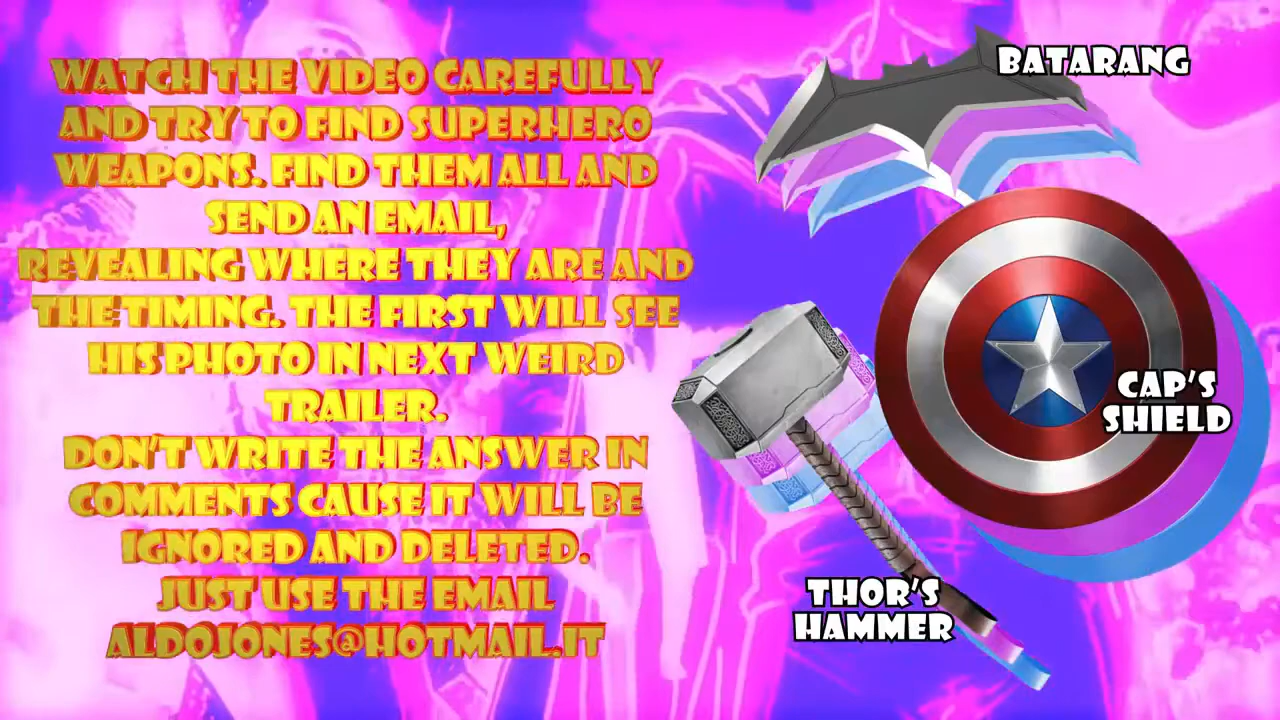 WATCH THE VIDEO CAREFULLY
AND TRY TO FIND SUPERHERO
WEAPONS. FIND THEM ALL AND
SEND AN EMAIL,
REVEALING WHERE THEY ARE AND
THE TIMING. THE FIRST WILL SEE
HIS PHOTO IN NEXT WEIRD
TRAILER.
DON'T WRITE THE ANSWER IN
COMMENTS CAUSE IT WILL BE
IGNORED AND DELETED.
JUST USE THE EMAIL
ALDOJONES@HOTMAIL.IT
BATARANG
CAP'S
SHIELD
THOR'S
HAMMER